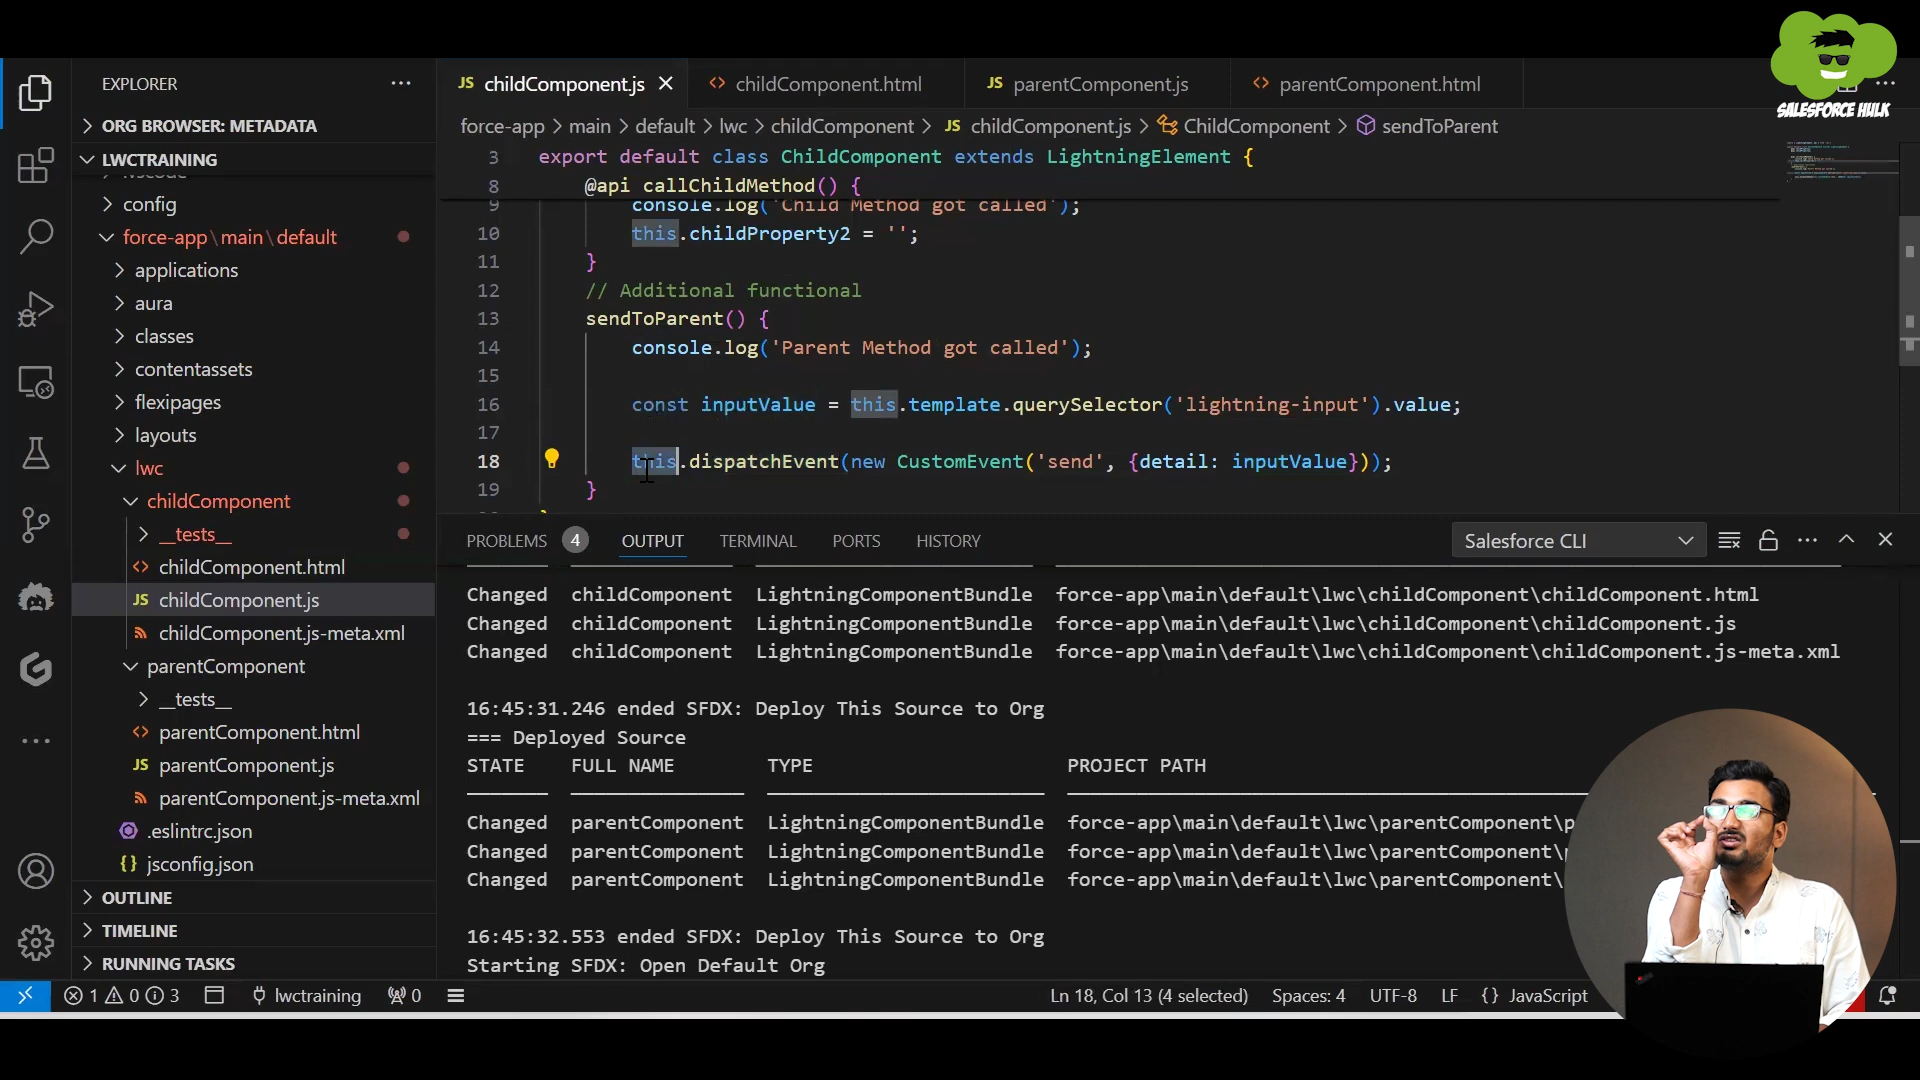 SALESFORCE HULK
EXPLORER
ORG BROWSER: METADATA
LWCTRAINING
config
force-app\main\default
applications
aura
classes
contentassets
flexipages
layouts
lwc
childComponent
__tests__
childComponent.html
JS childComponent.js
childComponent.js-meta.xml
parentComponent
__tests__
parentComponent.html
JS parentComponent.js
parentComponent.js-meta.xml
.eslintrc.json
{} jsconfig.json
OUTLINE
TIMELINE
RUNNING TASKS
JS childComponent.js
childComponent.html
JS parentComponent.js
parentComponent.html
force-app > main > default > lwc > childComponent > JS childComponent.js > ChildComponent > sendToParent
3 export default class ChildComponent extends LightningElement {
8 @api callChildMethod() {
9 console.log('Child Method got called');
10 this.childProperty2 = '';
11 }
12 // Additional functional
13 sendToParent() {
14 console.log('Parent Method got called');
15
16 const inputValue = this.template.querySelector('lightning-input').value;
17
18 this.dispatchEvent(new CustomEvent('send', {detail: inputValue}));
19 }
PROBLEMS 4 OUTPUT TERMINAL PORTS HISTORY
Salesforce CLI
Changed childComponent LightningComponentBundle force-app\main\default\lwc\childComponent\childComponent.html
Changed childComponent LightningComponentBundle force-app\main\default\lwc\childComponent\childComponent.js
Changed childComponent LightningComponentBundle force-app\main\default\lwc\childComponent\childComponent.js-meta.xml
16:45:31.246 ended SFDX: Deploy This Source to Org
=== Deployed Source
STATE FULL NAME TYPE PROJECT PATH
Changed parentComponent LightningComponentBundle force-app\main\default\lwc\parentComponent\
Changed parentComponent LightningComponentBundle force-app\main\default\lwc\parentComponent\
Changed parentComponent LightningComponentBundle force-app\main\default\lwc\parentComponent\
16:45:32.553 ended SFDX: Deploy This Source to Org
Starting SFDX: Open Default Org
1 0 3 lwctraining 0
Ln 18, Col 13 (4 selected) Spaces: 4 UTF-8 LF {} JavaScript